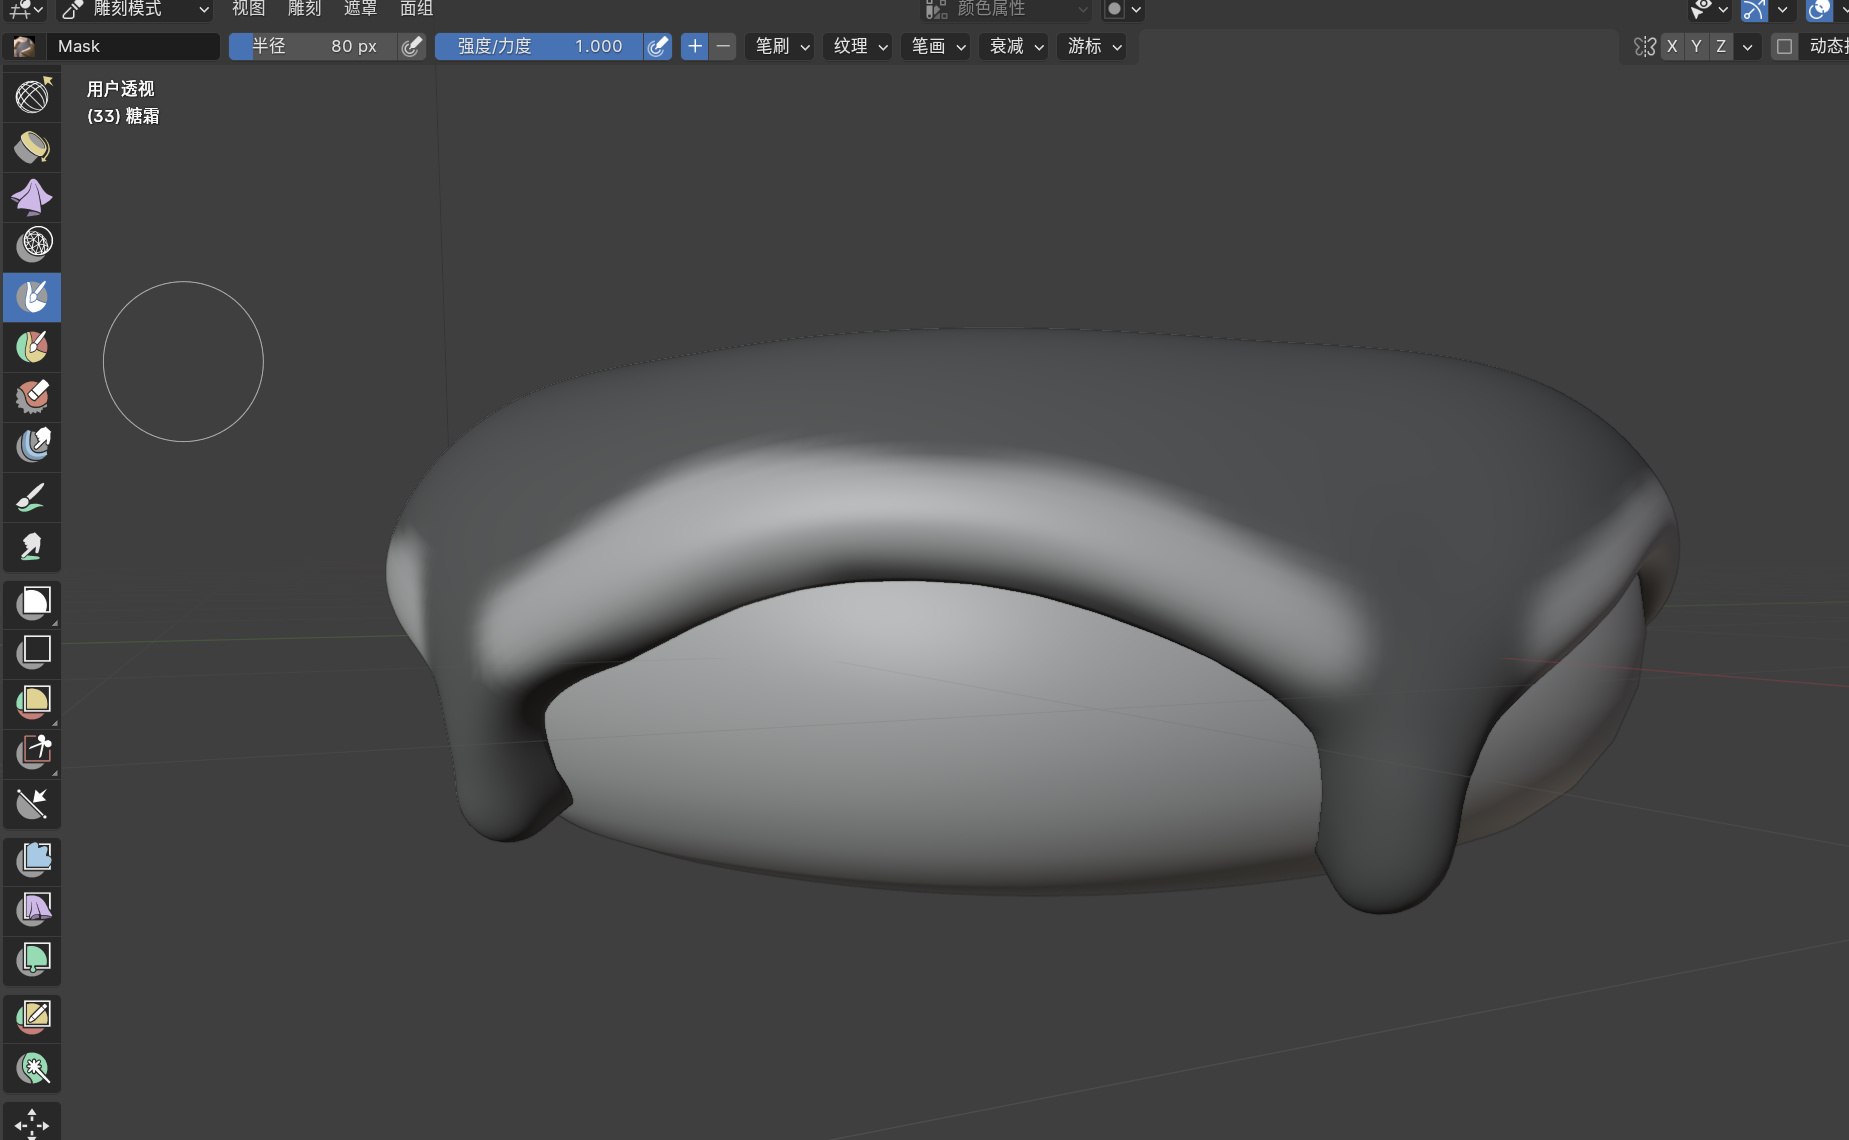 雕刻模式 视图 雕刻 遮罩 面组 颜色属性
Mask 半径 80 px 强度/力度 1.000 笔刷 纹理 笔画 衰减 游标 X Y Z 动态
用户透视
(33) 糖霜